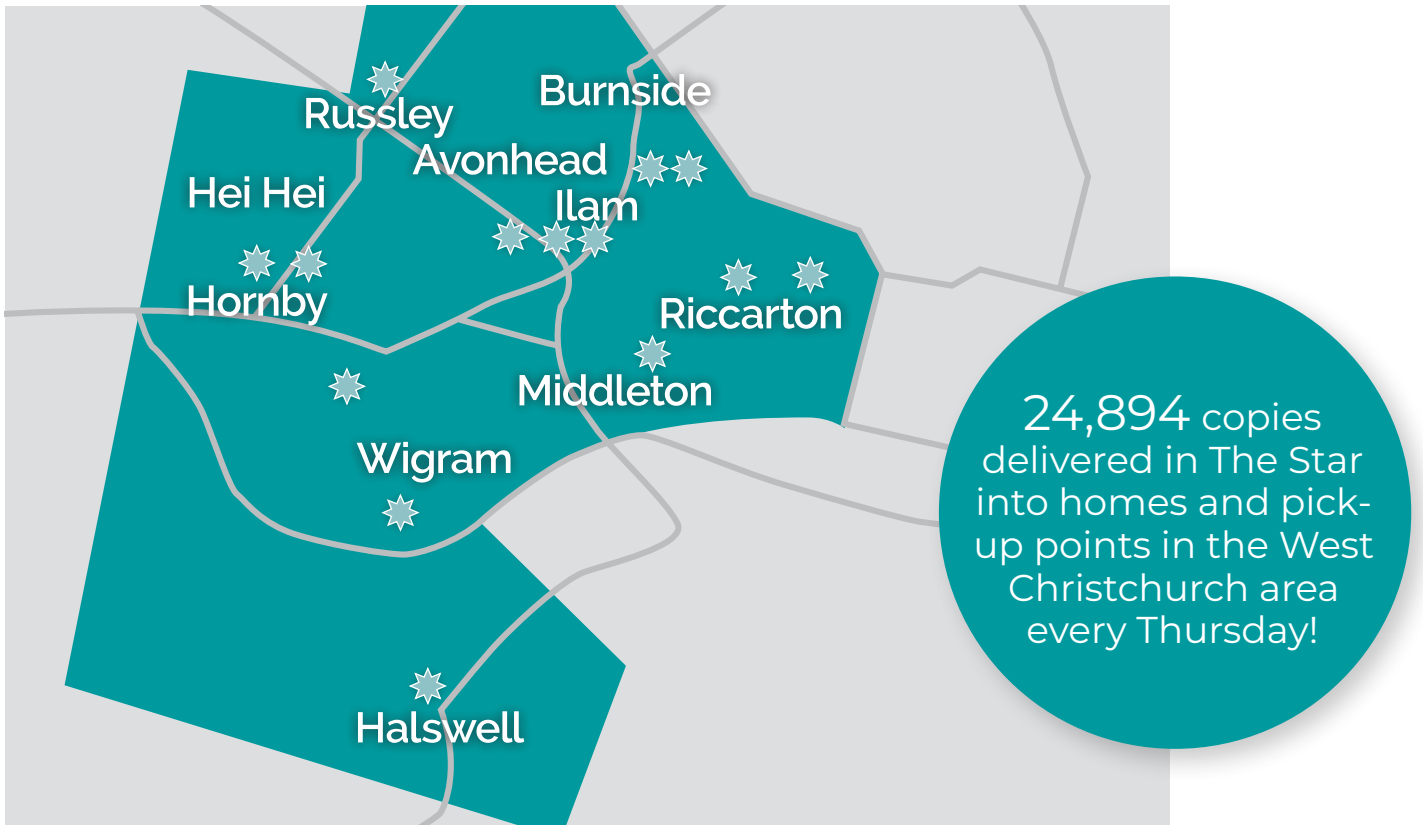 Burnside
Russley
Avonhead
Hei Hei
Ilam
Hornby
Riccarton
Middleton
Wigram
Halswell
24,894 copies
delivered in The Star
into homes and pick-
up points in the West
Christchurch area
every Thursday!